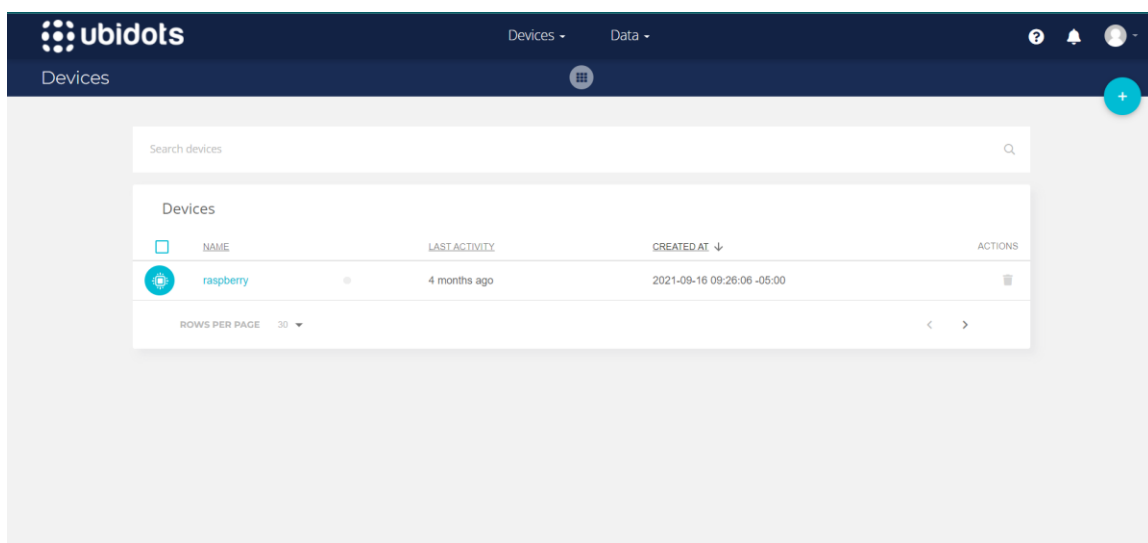 ubidots Devices Data
Devices
Search devices
Devices
NAME LAST ACTIVITY CREATED AT ACTIONS
raspberry 4 months ago 2021-09-16 09:26:06 -05:00
ROWS PER PAGE 30